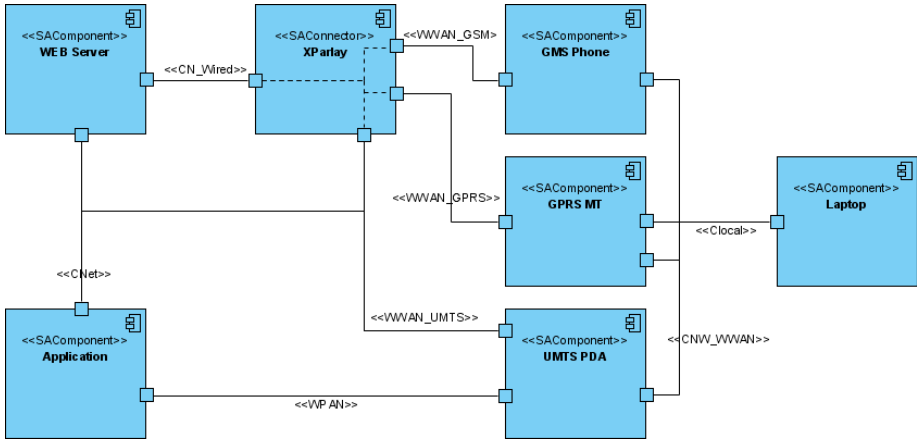 <<SAComponent>>
WEB Server
<<CN_Wired>>
<<SAConnector>>
XParlay
<<WWAN_GSM>
<<SAComponent>>
GMS Phone
<<WWAN_GPRS>>
<<SAComponent>>
GPRS MT
<<SAComponent>>
Laptop
<<Clocal>>
<<CNet>>
<<SAComponent>>
Application
<<WWAN_UMTS>>
<<SAComponent>>
UMTS PDA
<<CNW_WWAN>>
<<WPAN>>